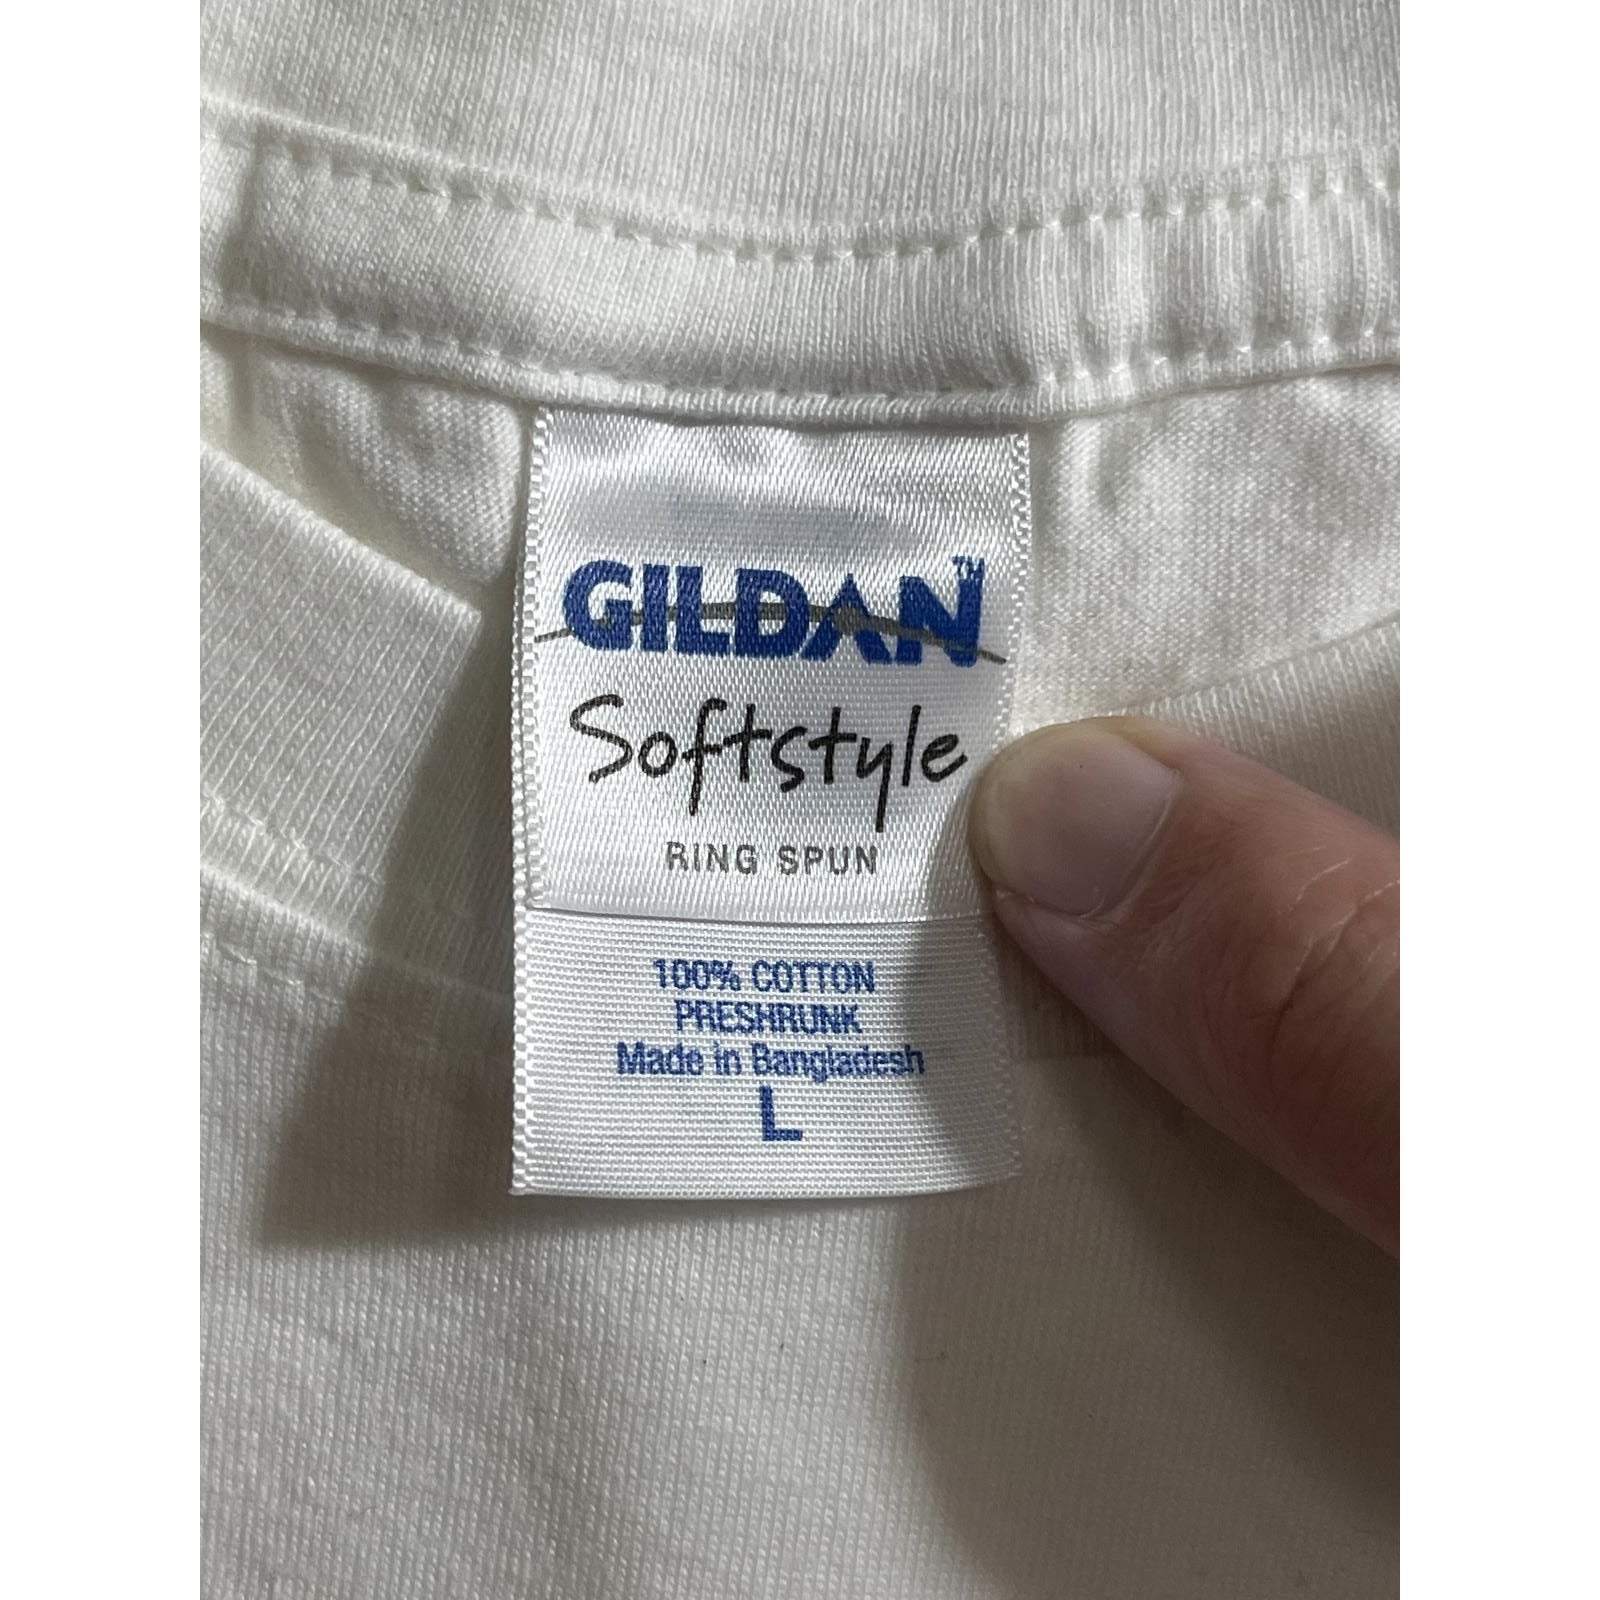 GILDAN™
Softstyle
RING SPUN
100% COTTON
PRESHRUNK
Made in Bangladesh
L